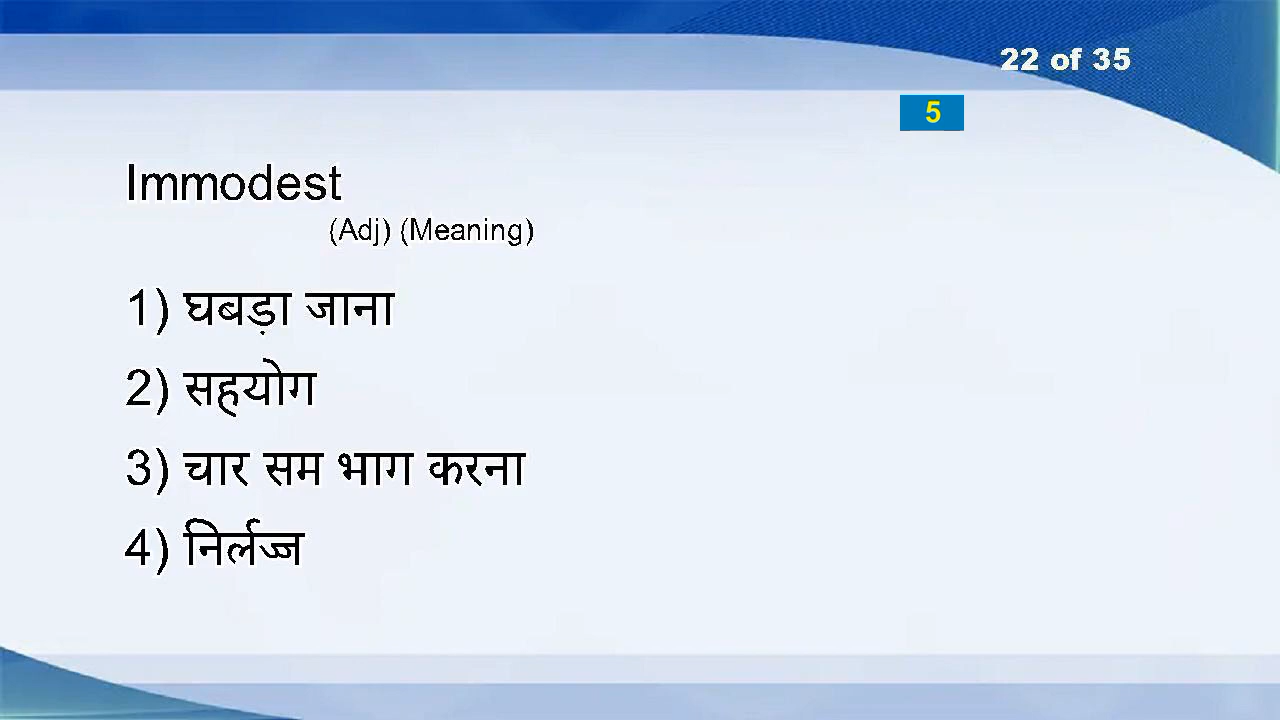 22 of 35
5
Immodest
(Adj) (Meaning)
1) घबड़ा जाना
2) सहयोग
3) चार सम भाग करना
4) निर्लज्ज